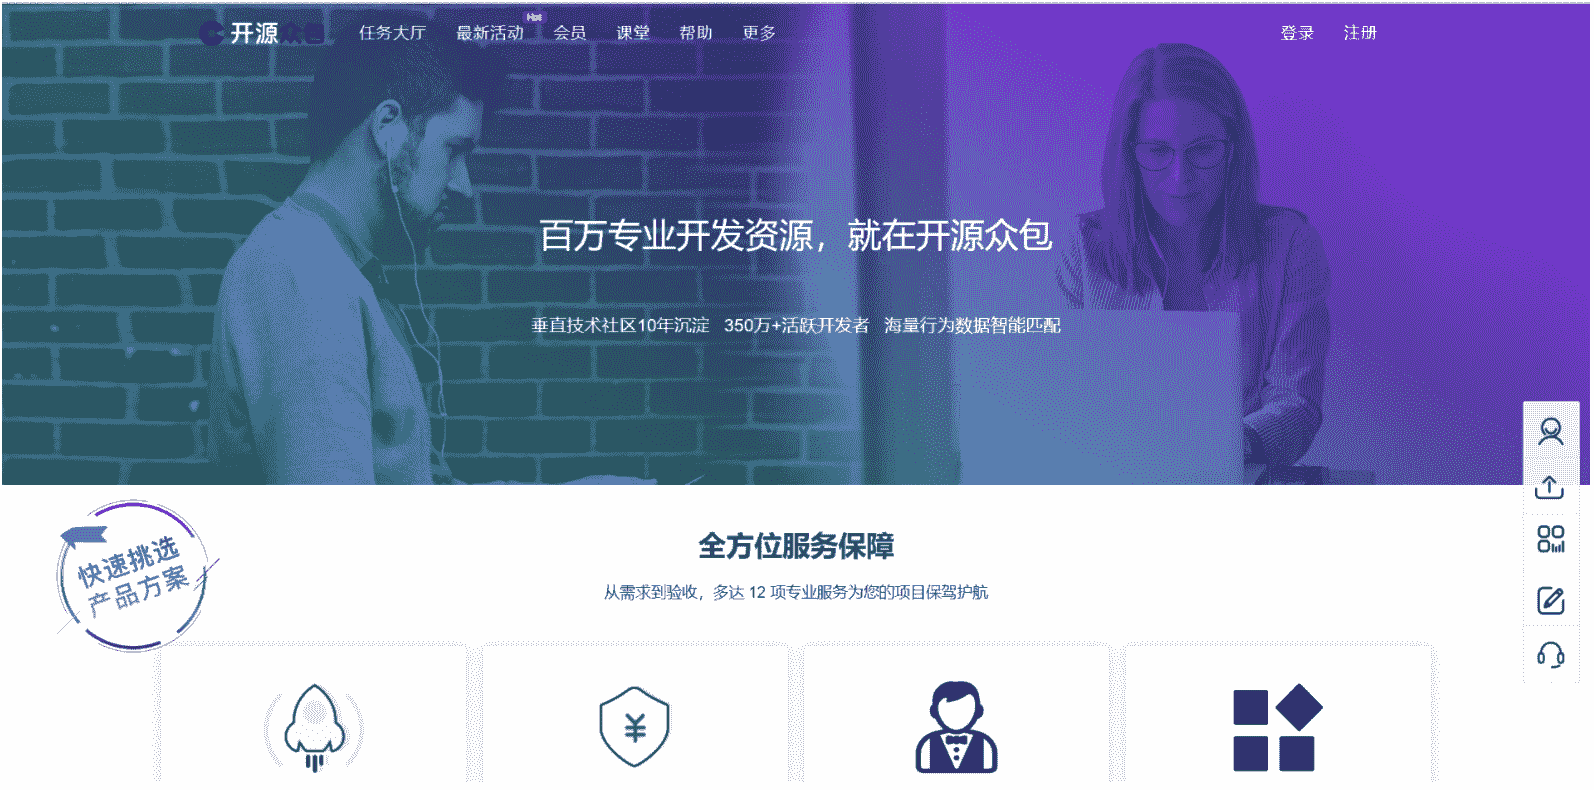 开源众包
任务大厅 最新活动 Hot 会员 课堂 帮助 更多
登录 注册
百万专业开发资源，就在开源众包
垂直技术社区10年沉淀 350万+活跃开发者 海量行为数据智能匹配
快速挑选
产品方案
全方位服务保障
从需求到验收，多达 12 项专业服务为您的项目保驾护航
¥